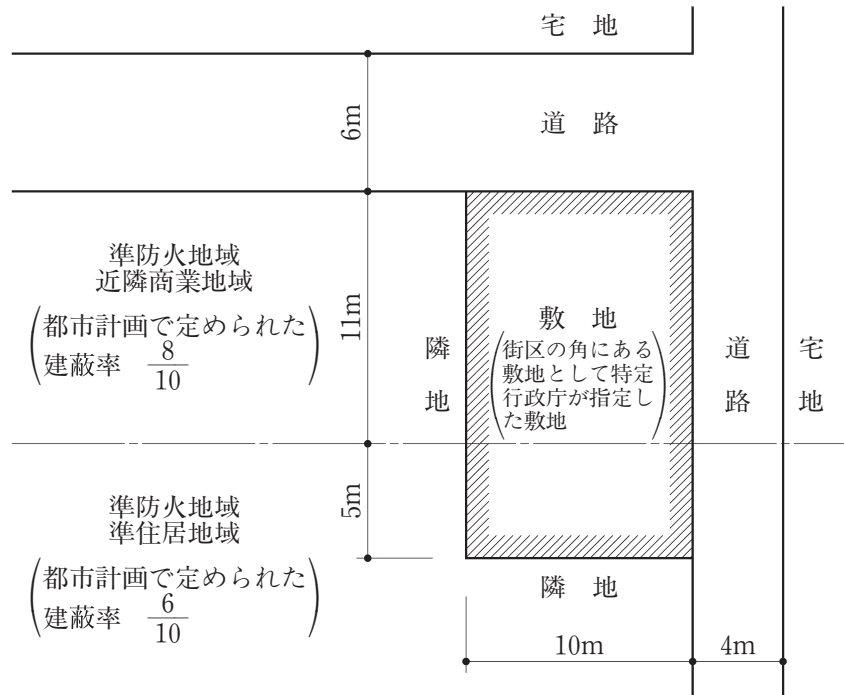 宅 地
6m
道 路
準防火地域
近隣商業地域
都市計画で定められた
建蔽率 8/10
11m
隣
地
敷 地
街区の角にある
敷地として特定
行政庁が指定し
た敷地
道
路
宅
地
準防火地域
準住居地域
都市計画で定められた
建蔽率 6/10
5m
隣 地
10m
4m